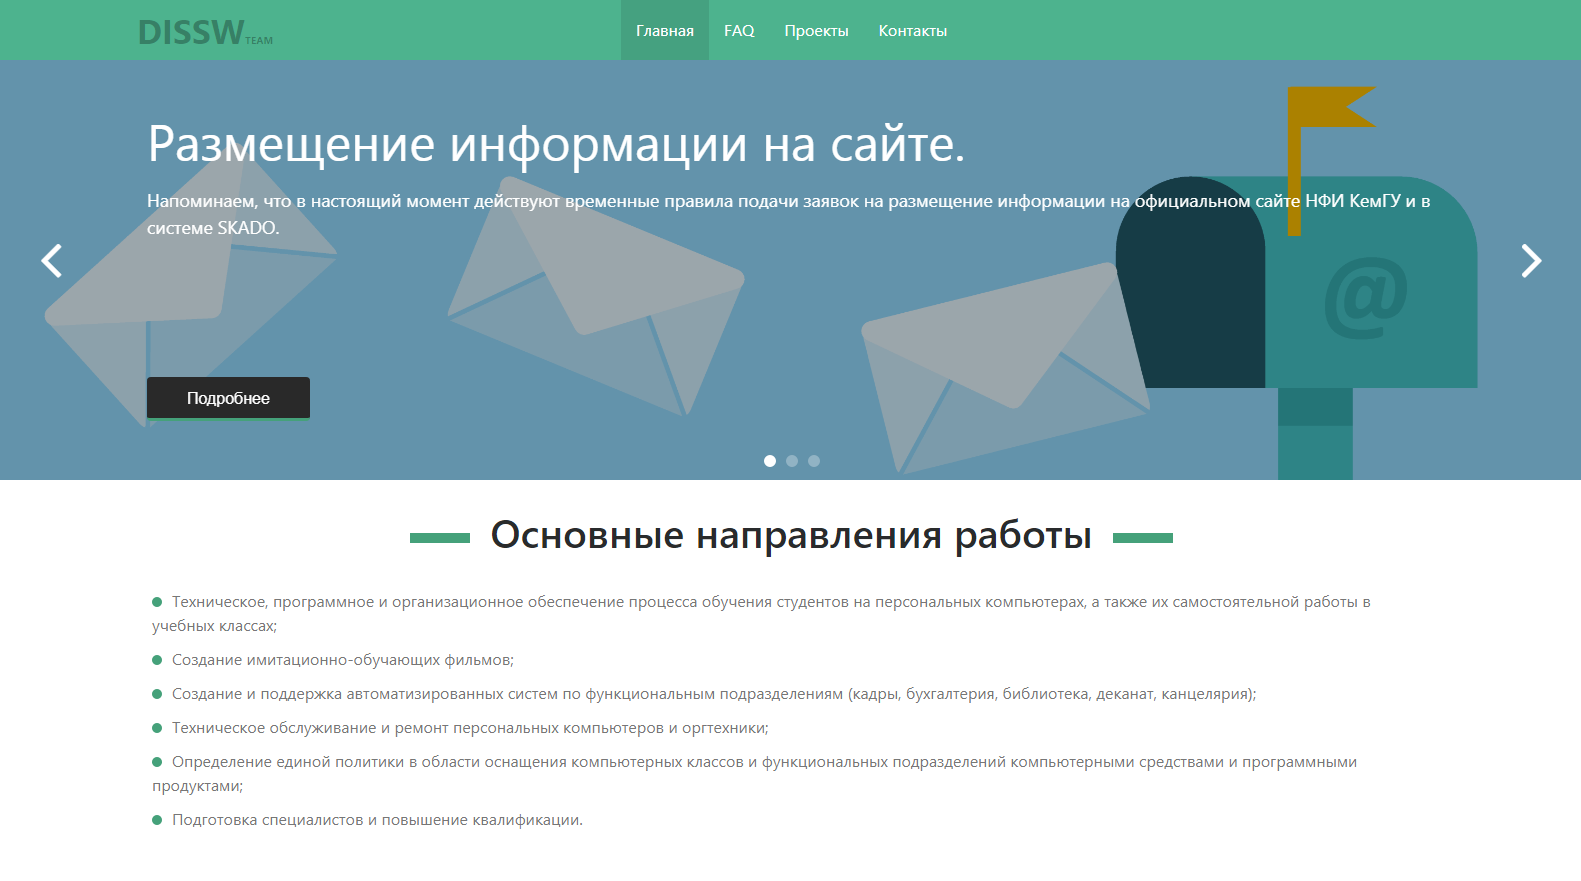 DISSW TEAM
Главная FAQ Проекты Контакты
Размещение информации на сайте.
Напоминаем, что в настоящий момент действуют временные правила подачи заявок на размещение информации на официальном сайте НФИ КемГУ и в
системе SKADO.
@
Подробнее
Основные направления работы
Техническое, программное и организационное обеспечение процесса обучения студентов на персональных компьютерах, а также их самостоятельной работы в
учебных классах;
Создание имитационно-обучающих фильмов;
Создание и поддержка автоматизированных систем по функциональным подразделениям (кадры, бухгалтерия, библиотека, деканат, канцелярия);
Техническое обслуживание и ремонт персональных компьютеров и оргтехники;
Определение единой политики в области оснащения компьютерных классов и функциональных подразделений компьютерными средствами и программными
продуктами;
Подготовка специалистов и повышение квалификации.